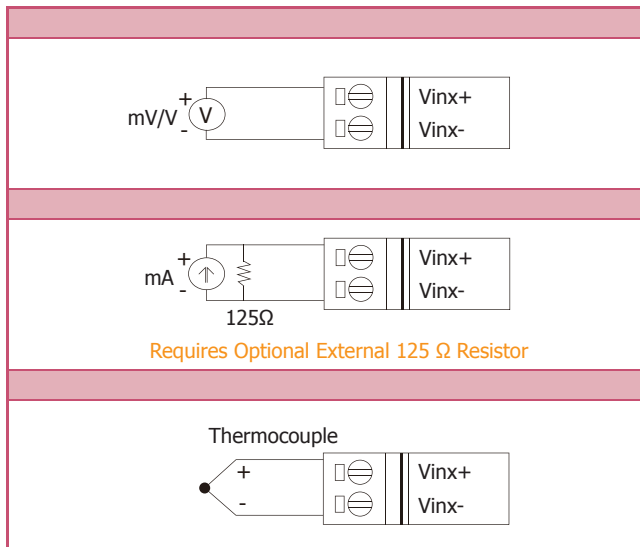 +
mV/V V
-
Vinx+
Vinx-
+
mA
-
125Ω
Vinx+
Vinx-
Requires Optional External 125 Ω Resistor
Thermocouple
+
-
Vinx+
Vinx-